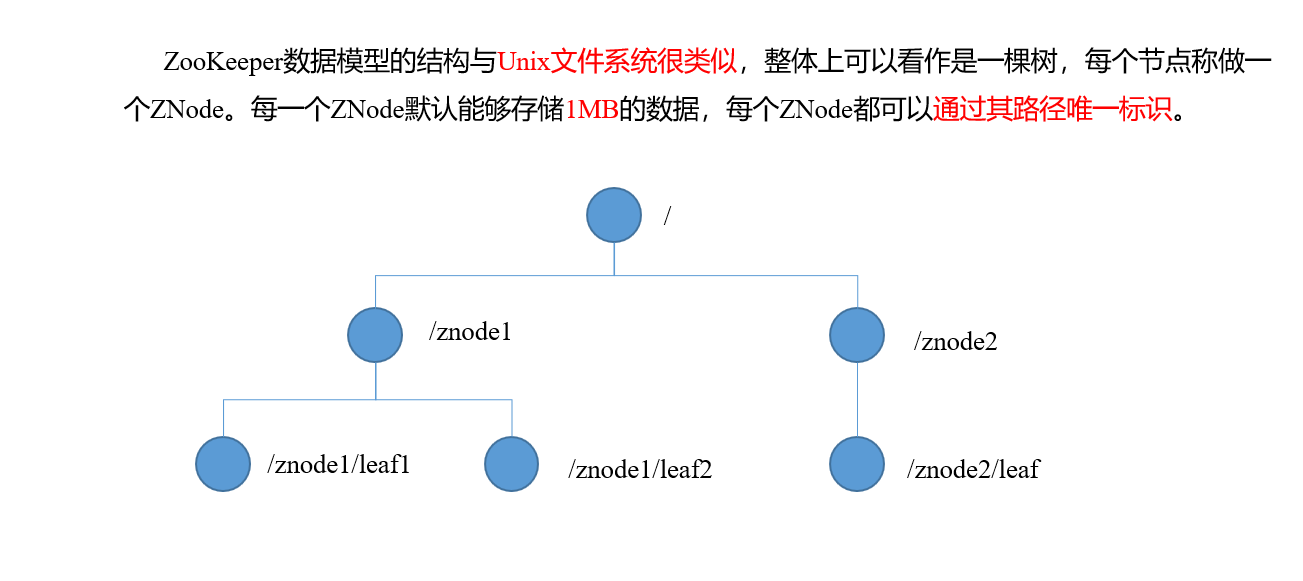 ZooKeeper数据模型的结构与Unix文件系统很类似，整体上可以看作是一棵树，每个节点称做一
个ZNode。每一个ZNode默认能够存储1MB的数据，每个ZNode都可以通过其路径唯一标识。
/
/znode1
/znode2
/znode1/leaf1
/znode1/leaf2
/znode2/leaf